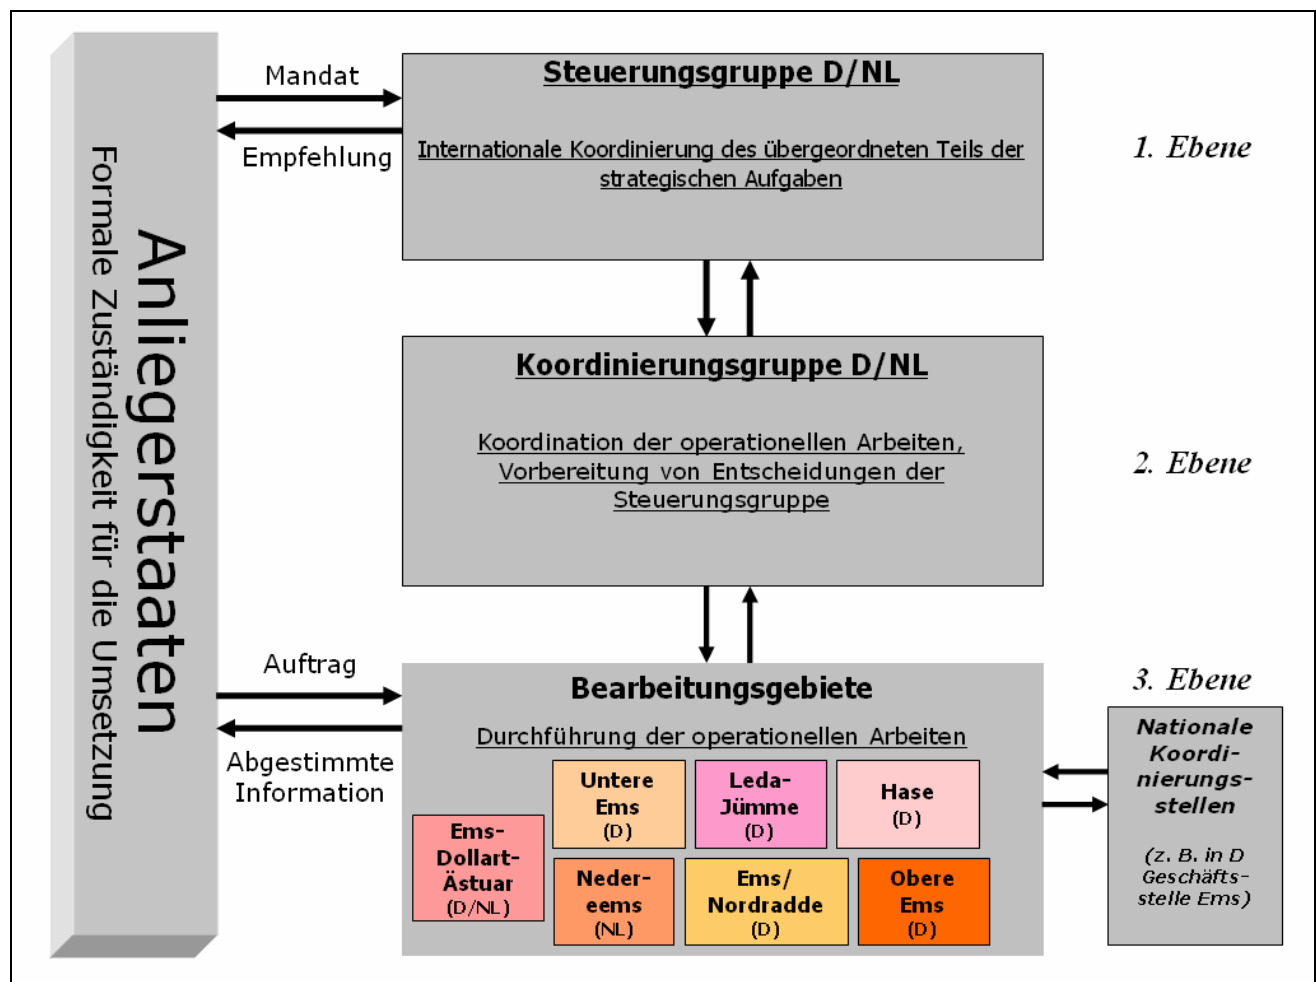 Anliegerstaaten
Formale Zuständigkeit für die Umsetzung
Mandat
Empfehlung
Steuerungsgruppe D/NL
Internationale Koordinierung des übergeordneten Teils der
strategischen Aufgaben
1. Ebene
Koordinierungsgruppe D/NL
Koordination der operationellen Arbeiten,
Vorbereitung von Entscheidungen der
Steuerungsgruppe
2. Ebene
Auftrag
Abgestimmte
Information
Bearbeitungsgebiete
Durchführung der operationellen Arbeiten
Ems-
Dollart-
Ästuar
(D/NL)
Untere
Ems
(D)
Leda-
Jümme
(D)
Hase
(D)
Neder-
eems
(NL)
Ems/
Nordradde
(D)
Obere
Ems
(D)
3. Ebene
Nationale
Koordi-
nierungs-
stellen
(z. B. in D
Geschäfts-
stelle Ems)